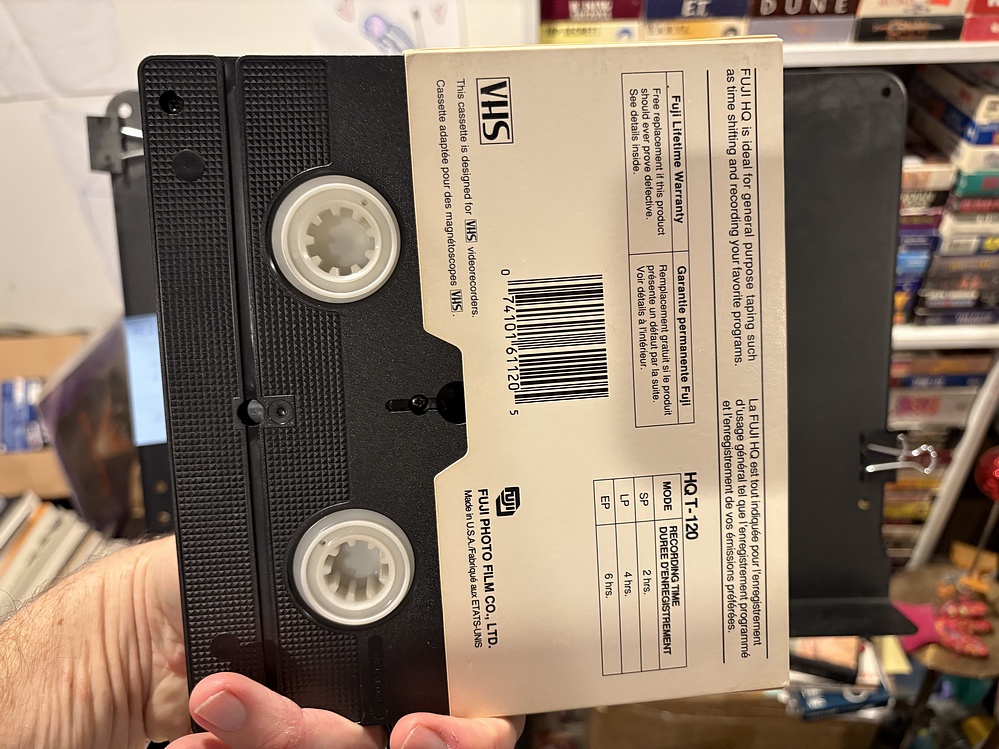 FUJI HQ is ideal for general purpose taping such
as time shifting and recording your favorite programs.
La FUJI HQ est tout indiquée pour l'enregistrement
d'usage général tel que l'enregistrement programmé
et l'enregistrement de vos émissions préférées.
Fuji Lifetime Warranty
Free replacement if this product
should ever prove defective.
See details inside.
Garantie permanente Fuji
Remplacement gratuit si le produit
présente un défaut par la suite.
Voir détails à l'intérieur.
HQ T-120
MODE
RECORDING TIME
DUREE D'ENREGISTREMENT
SP 2 hrs.
LP 4 hrs.
EP 6 hrs.
0 74101 61120 5
VHS
This cassette is designed for VHS videorecorders.
Cassette adaptée pour des magnétoscopes VHS.
FUJI
FUJI PHOTO FILM CO., LTD.
Made in U.S.A./Fabriqué aux ETATS-UNIS
ET
DUNE